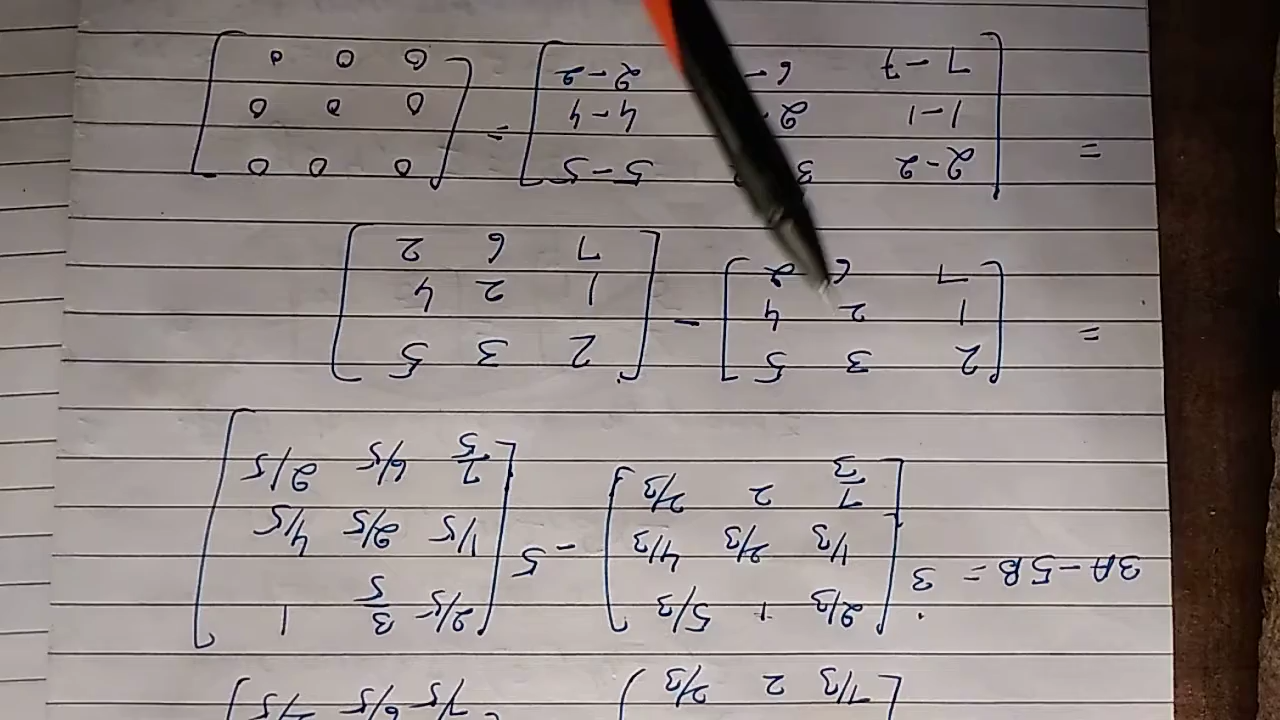 [7/3 2 2/3] 7/5 6/5 2/5]
3A - 5B = 3 [2/3 1 5/3] - 5 [2/5 3/5 1]
1/3 2/3 4/3 1/5 2/5 4/5
7/3 2 2/3 7/5 6/5 2/5
= [2 3 5] - [2 3 5]
1 2 4 1 2 4
7 6 2 7 6 2
= [2-2 3 5-5] = [0 0 0]
1-1 2- 4-4 0 0 0
7-7 6- 2-2 0 0 0